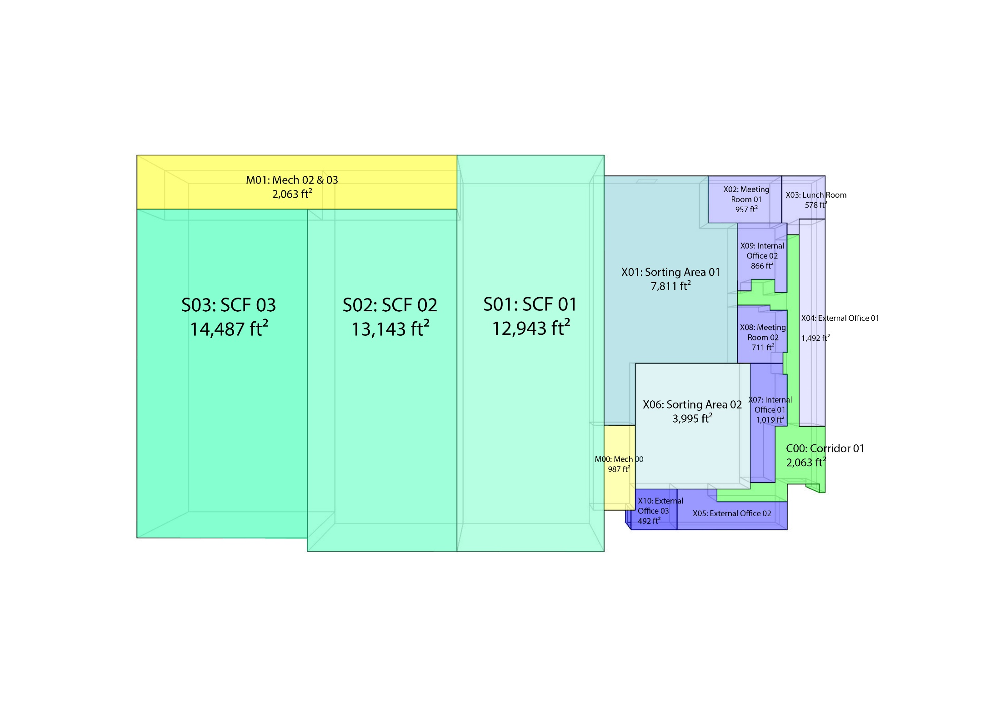 M01: Mech 02 & 03
2,063 ft²
S03: SCF 03
14,487 ft²
S02: SCF 02
13,143 ft²
S01: SCF 01
12,943 ft²
X01: Sorting Area 01
7,811 ft²
X02: Meeting
Room 01
957 ft²
X03: Lunch Room
578 ft²
X09: Internal
Office 02
866 ft²
X04: External Office 01
1,492 ft²
X08: Meeting
Room 02
711 ft²
X06: Sorting Area 02
3,995 ft²
X07: Internal
Office 01
1,019 ft²
C00: Corridor 01
2,063 ft²
M00: Mech 00
987 ft²
X10: External
Office 03
492 ft²
X05: External Office 02